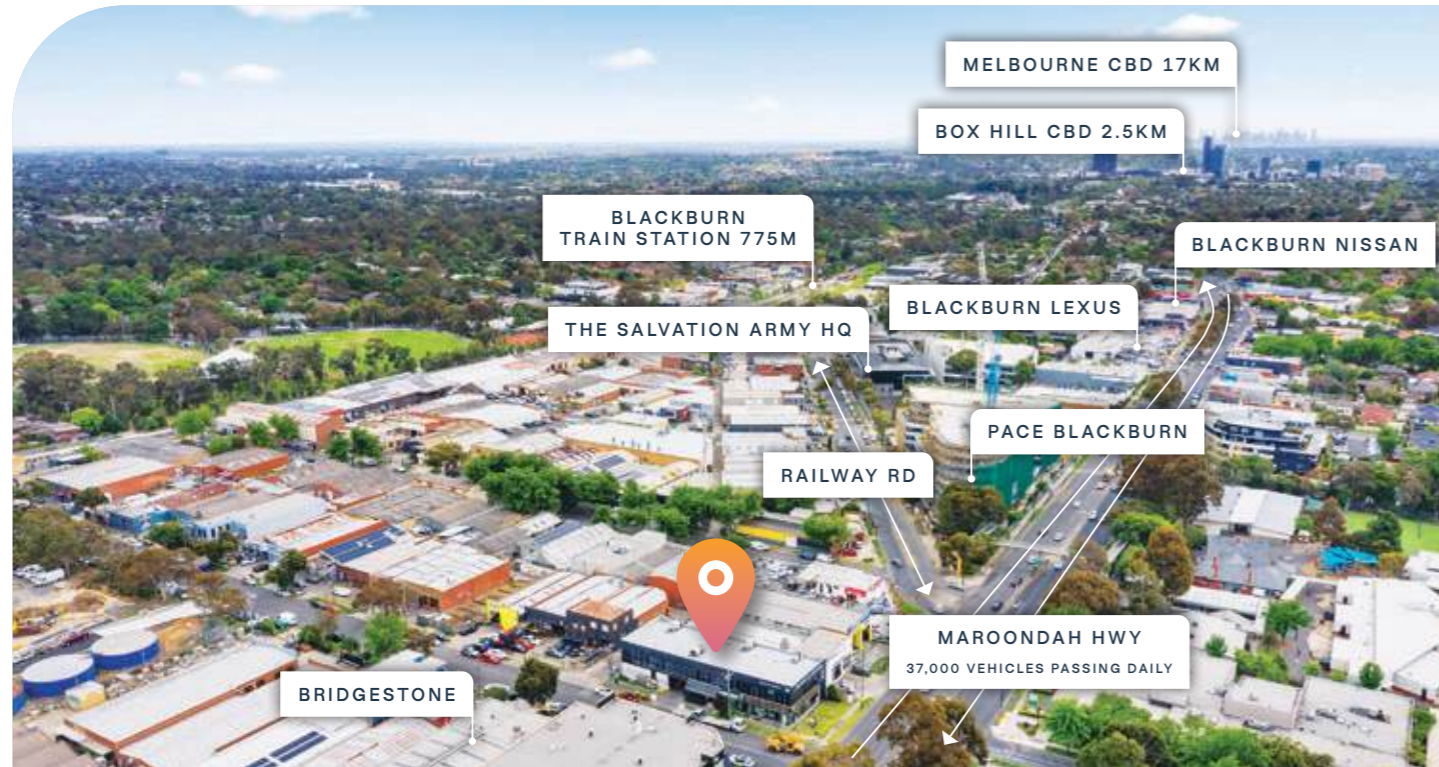 MELBOURNE CBD 17KM
BOX HILL CBD 2.5KM
BLACKBURN
TRAIN STATION 775M
BLACKBURN NISSAN
BLACKBURN LEXUS
THE SALVATION ARMY HQ
PACE BLACKBURN
RAILWAY RD
MAROONDAH HWY
37,000 VEHICLES PASSING DAILY
BRIDGESTONE